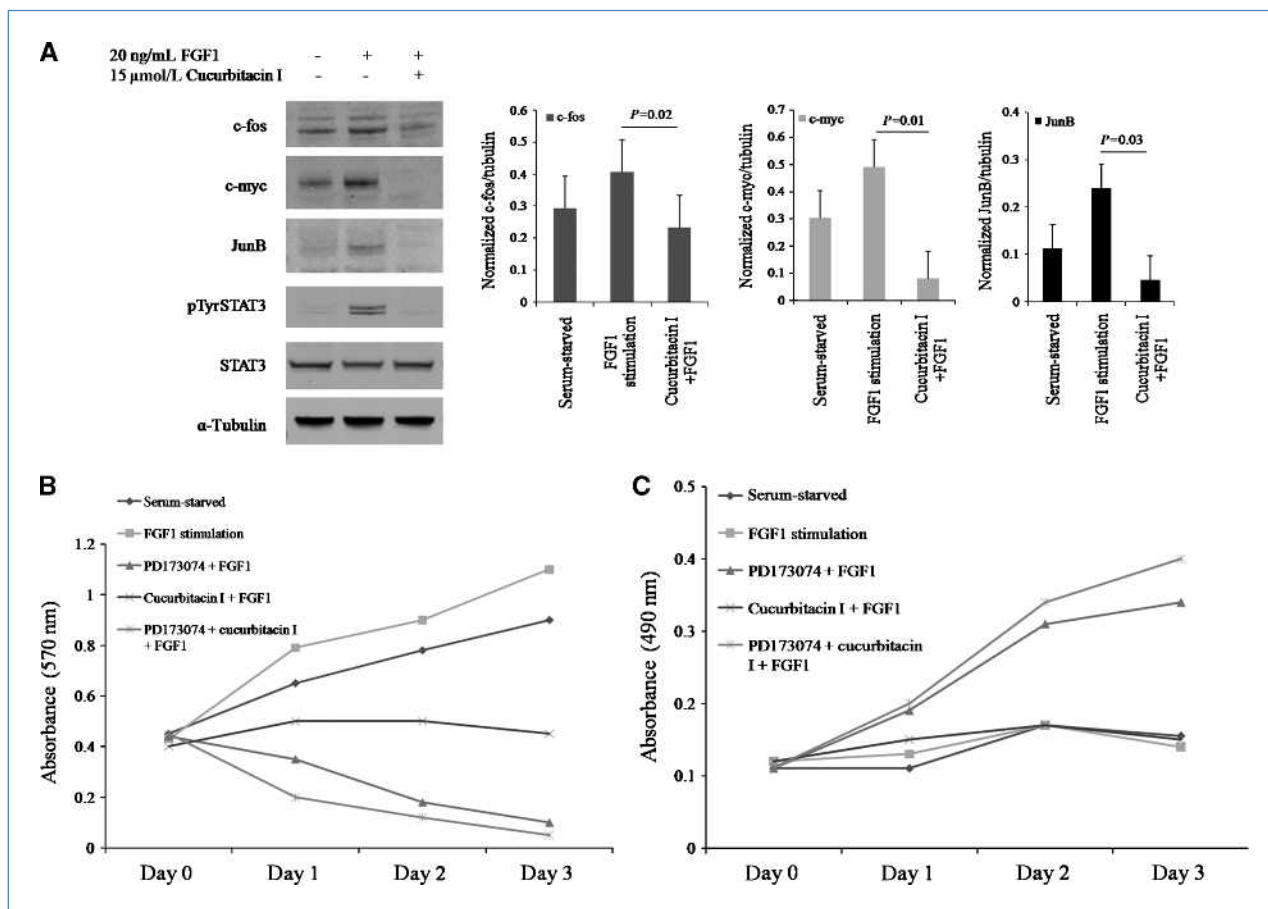 A
20 ng/mL FGF1 - + +
15 µmol/L Cucurbitacin I - - +
c-fos
c-myc
JunB
pTyrSTAT3
STAT3
α-Tubulin
Normalized c-fos/tubulin
0.6
0.5
0.4
0.3
0.2
0.1
0
c-fos
P=0.02
Serum-starved
FGF1
stimulation
Cucurbitacin I
+FGF1
Normalized c-myc/tubulin
0.7
0.6
0.5
0.4
0.3
0.2
0.1
0
c-myc
P=0.01
Serum-starved
FGF1 stimulation
Cucurbitacin I
+FGF1
Normalized JunB/tubulin
0.4
0.3
0.2
0.1
0
JunB
P=0.03
Serum-starved
FGF1 stimulation
Cucurbitacin I
+FGF1
B
Serum-starved
FGF1 stimulation
PD173074 + FGF1
Cucurbitacin I + FGF1
PD173074 + cucurbitacin I
+ FGF1
Absorbance (570 nm)
1.2
1
0.8
0.6
0.4
0.2
0
Day 0 Day 1 Day 2 Day 3
C
Serum-starved
FGF1 stimulation
PD173074 + FGF1
Cucurbitacin I + FGF1
PD173074 + cucurbitacin
I + FGF1
Absorbance (490 nm)
0.5
0.4
0.3
0.2
0.1
0
Day 0 Day 1 Day 2 Day 3